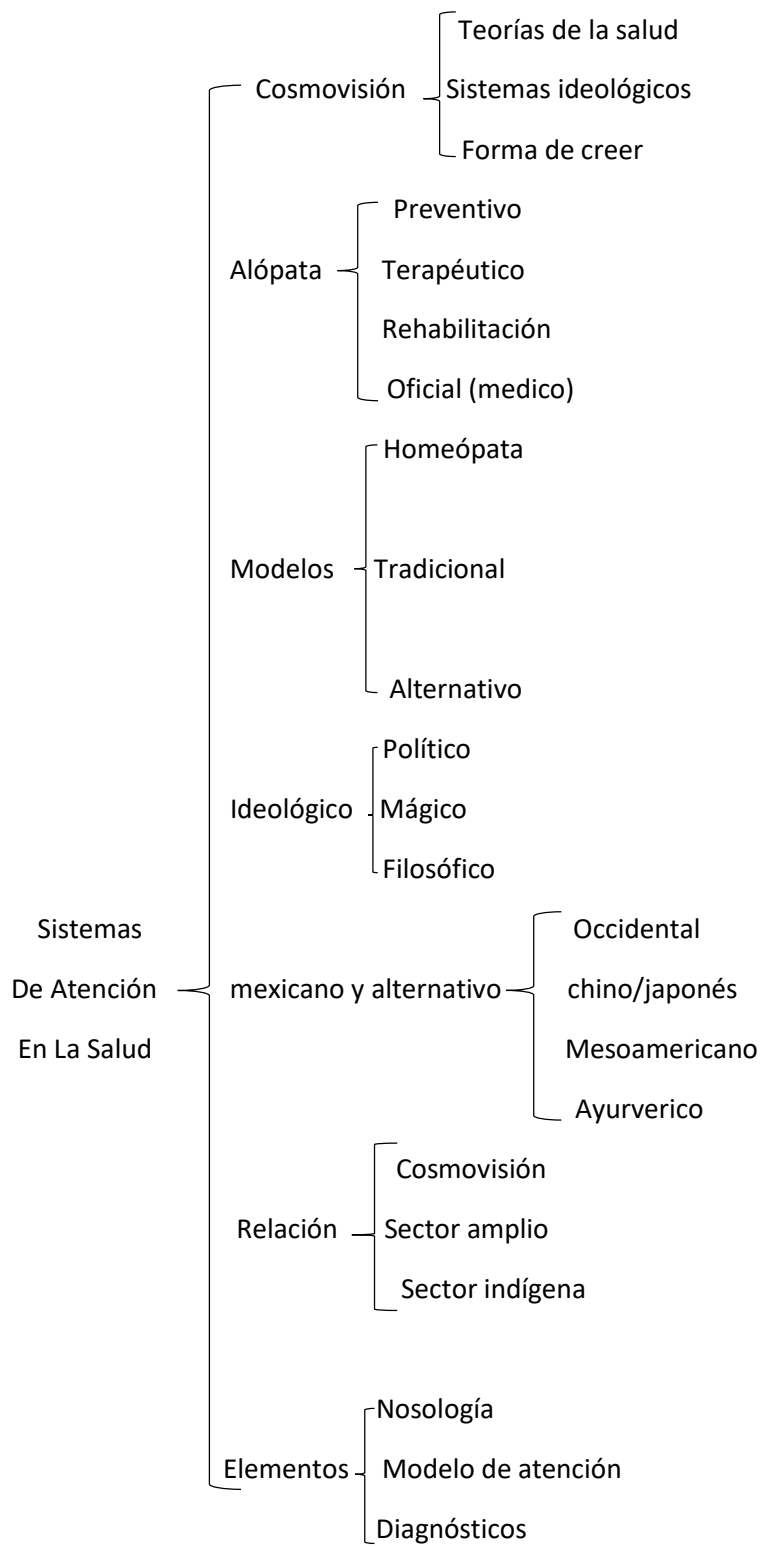 Teorías de la salud
Cosmovisión
Sistemas ideológicos
Forma de creer
Preventivo
Alópata
Terapéutico
Rehabilitación
Oficial (medico)
Homeópata
Modelos
Tradicional
Alternativo
Político
Ideológico
Mágico
Filosófico
Sistemas
De Atención
En La Salud
Occidental
mexicano y alternativo
chino/japonés
Mesoamericano
Ayurverico
Cosmovisión
Relación
Sector amplio
Sector indígena
Nosología
Elementos
Modelo de atención
Diagnósticos